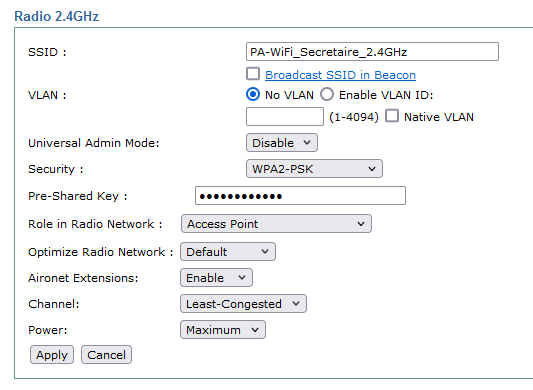 Radio 2.4GHz
SSID : PA-WiFi_Secretaire_2.4GHz
Broadcast SSID in Beacon
VLAN : No VLAN Enable VLAN ID:
(1-4094) Native VLAN
Universal Admin Mode: Disable
Security : WPA2-PSK
Pre-Shared Key : ••••••••••••
Role in Radio Network : Access Point
Optimize Radio Network : Default
Aironet Extensions: Enable
Channel: Least-Congested
Power: Maximum
Apply Cancel